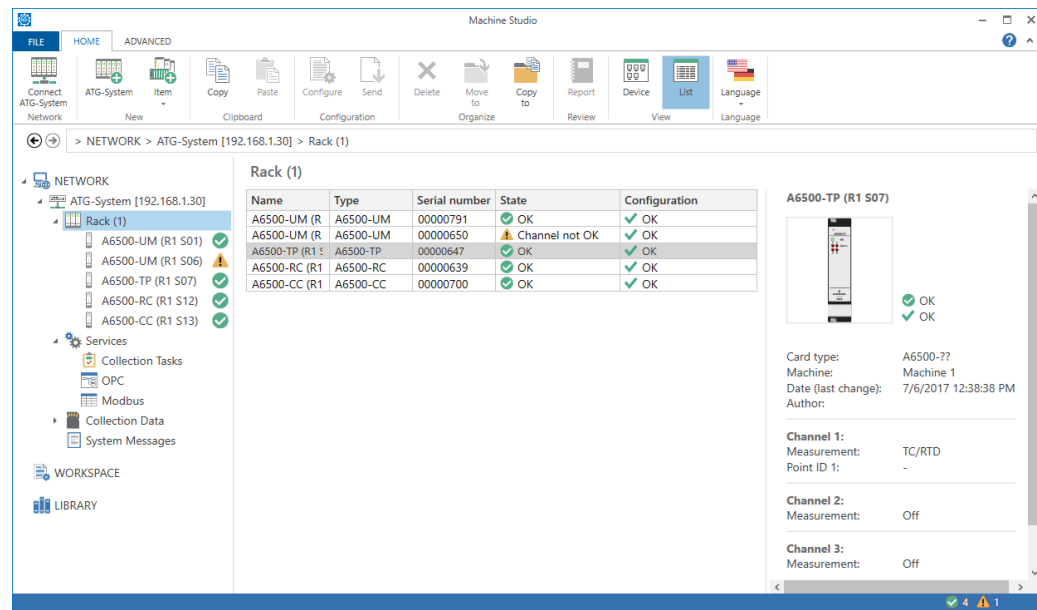 Machine Studio
FILE HOME ADVANCED
Connect ATG-System Item Copy Paste Configure Send Delete Move Copy Report Device List Language
ATG-System to to
Network New Clipboard Configuration Organize Review View Language
> NETWORK > ATG-System [192.168.1.30] > Rack (1)
NETWORK
ATG-System [192.168.1.30]
Rack (1)
A6500-UM (R1 S01)
A6500-UM (R1 S06)
A6500-TP (R1 S07)
A6500-RC (R1 S12)
A6500-CC (R1 S13)
Services
Collection Tasks
OPC
Modbus
Collection Data
System Messages
WORKSPACE
LIBRARY
Rack (1)
Name Type Serial number State Configuration
A6500-UM (R A6500-UM 00000791 OK OK
A6500-UM (R A6500-UM 00000650 Channel not OK OK
A6500-TP (R1 S A6500-TP 00000647 OK OK
A6500-RC (R1 A6500-RC 00000639 OK OK
A6500-CC (R1 A6500-CC 00000700 OK OK
A6500-TP (R1 S07)
OK
OK
Card type: A6500-??
Machine: Machine 1
Date (last change): 7/6/2017 12:38:38 PM
Author:
Channel 1:
Measurement: TC/RTD
Point ID 1: -
Channel 2:
Measurement: Off
Channel 3:
Measurement: Off
4 1